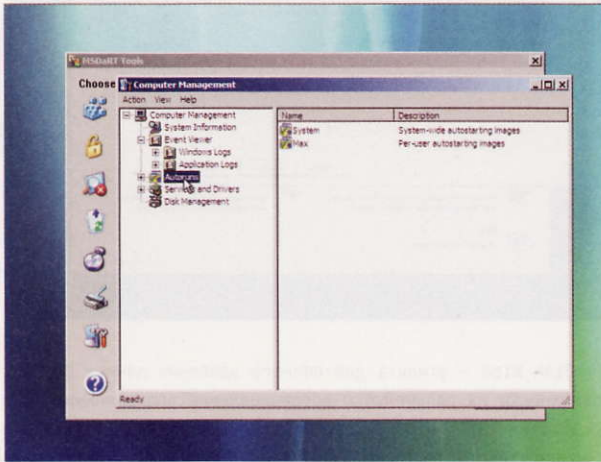 MSDaRT Tools
Choose
Computer Management
Action View Help
Computer Management
System Information
Event Viewer
Windows Logs
Application Logs
Autoruns
Services and Drivers
Disk Management
Name Description
System System-wide autostarting images
Max Per-user autostarting images
Ready